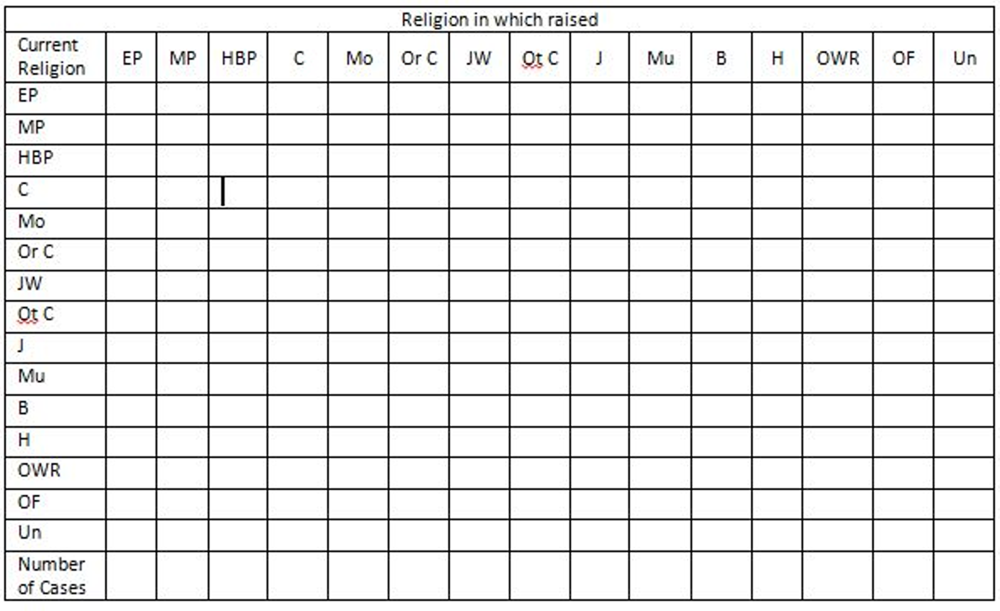 Religion in which raised
Current Religion EP MP HBP C Mo Or C JW Ot C J Mu B H OWR OF Un
EP
MP
HBP
C
Mo
Or C
JW
Ot C
J
Mu
B
H
OWR
OF
Un
Number
of Cases